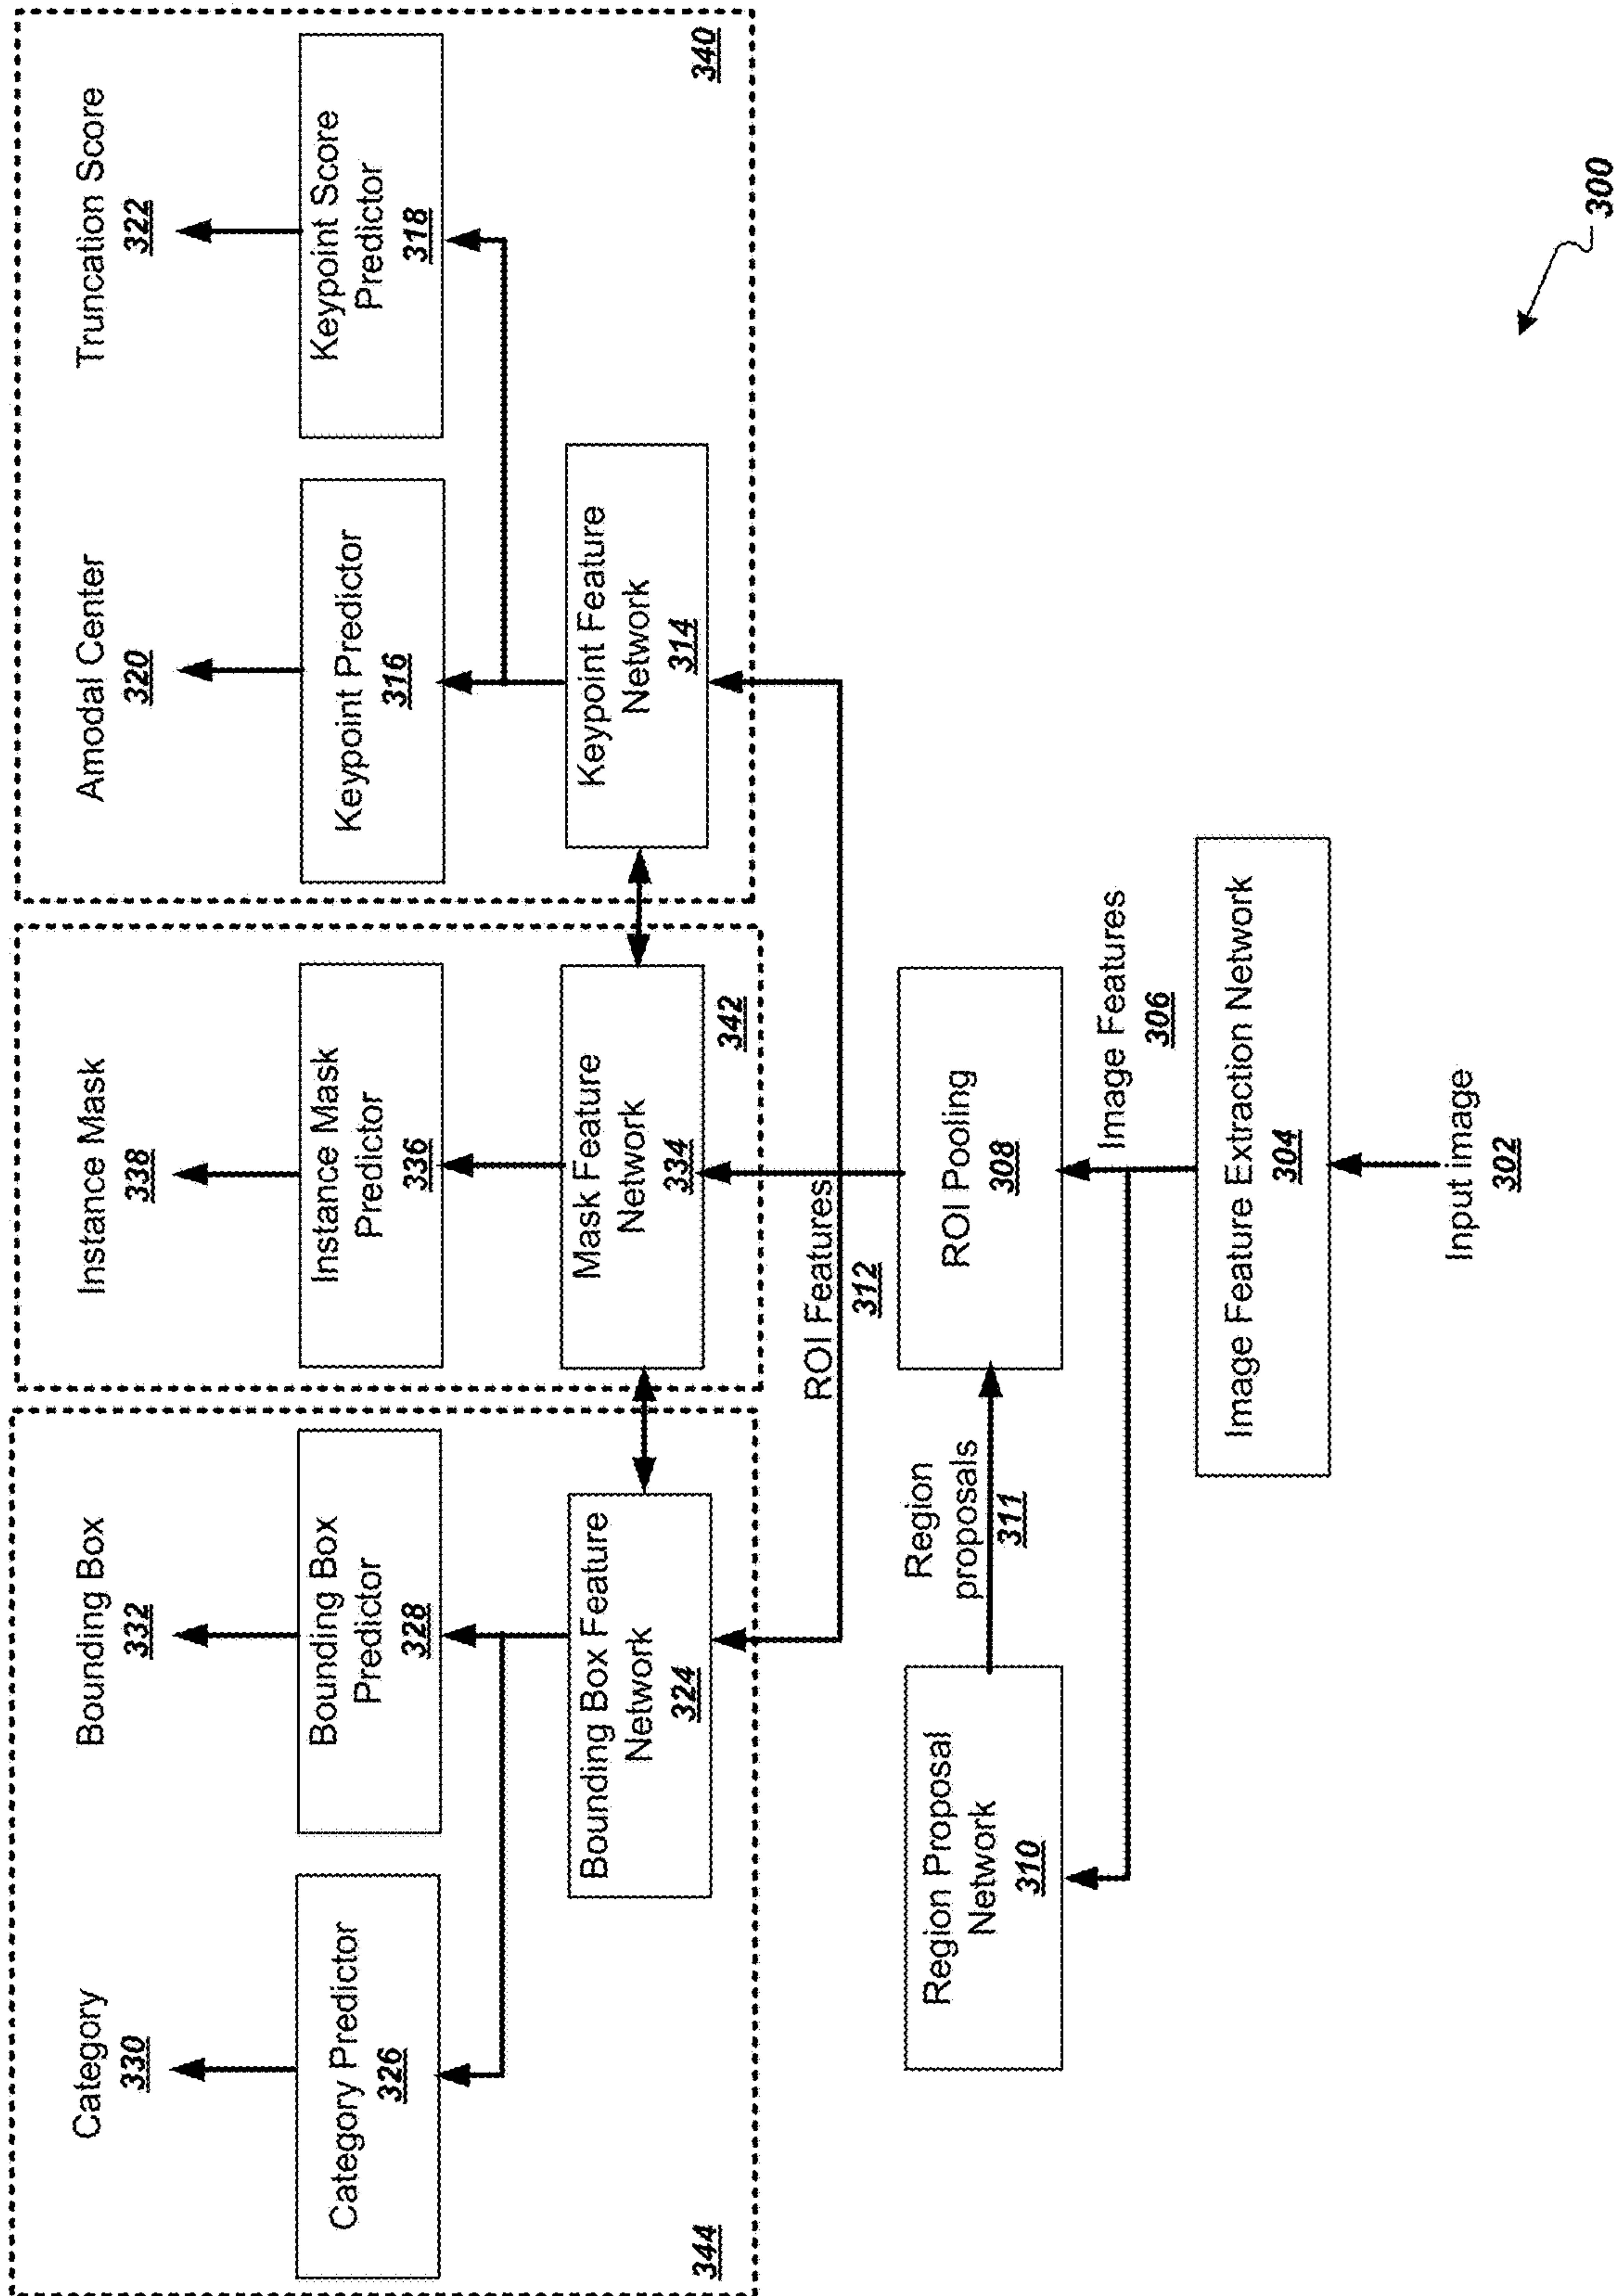 Category
330
Bounding Box
332
Instance Mask
338
Amodal Center
320
Truncation Score
322
Category Predictor
326
Bounding Box
Predictor
328
Instance Mask
Predictor
336
Keypoint Predictor
316
Keypoint Score
Predictor
318
Bounding Box Feature
Network
324
Mask Feature
Network
334
Keypoint Feature
Network
314
344
342
340
ROI Features
312
Region Proposal
Network
310
Region
proposals
311
ROI Pooling
308
Image Features
306
Image Feature Extraction Network
304
Input image
302
300